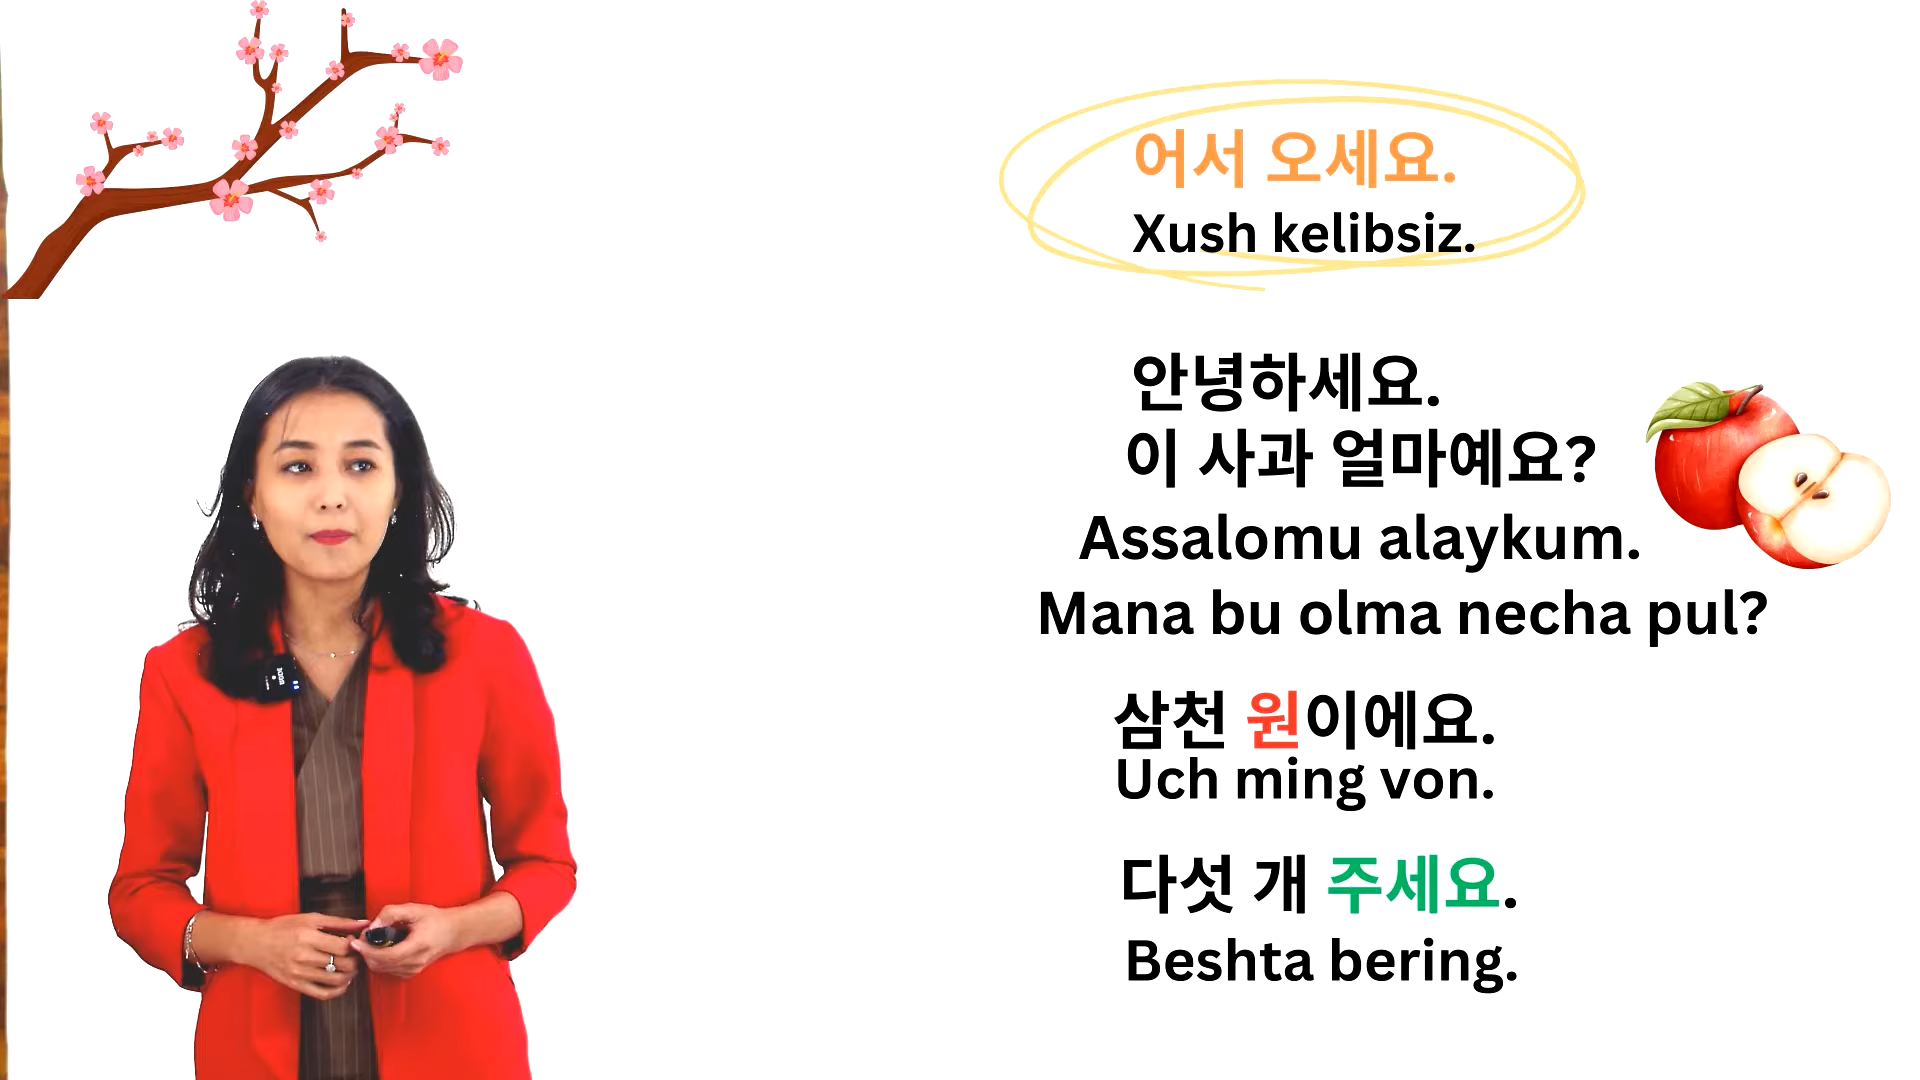 어서 오세요.
Xush kelibsiz.
안녕하세요.
이 사과 얼마예요?
Assalomu alaykum.
Mana bu olma necha pul?
삼천 원이에요.
Uch ming von.
다섯 개 주세요.
Beshta bering.